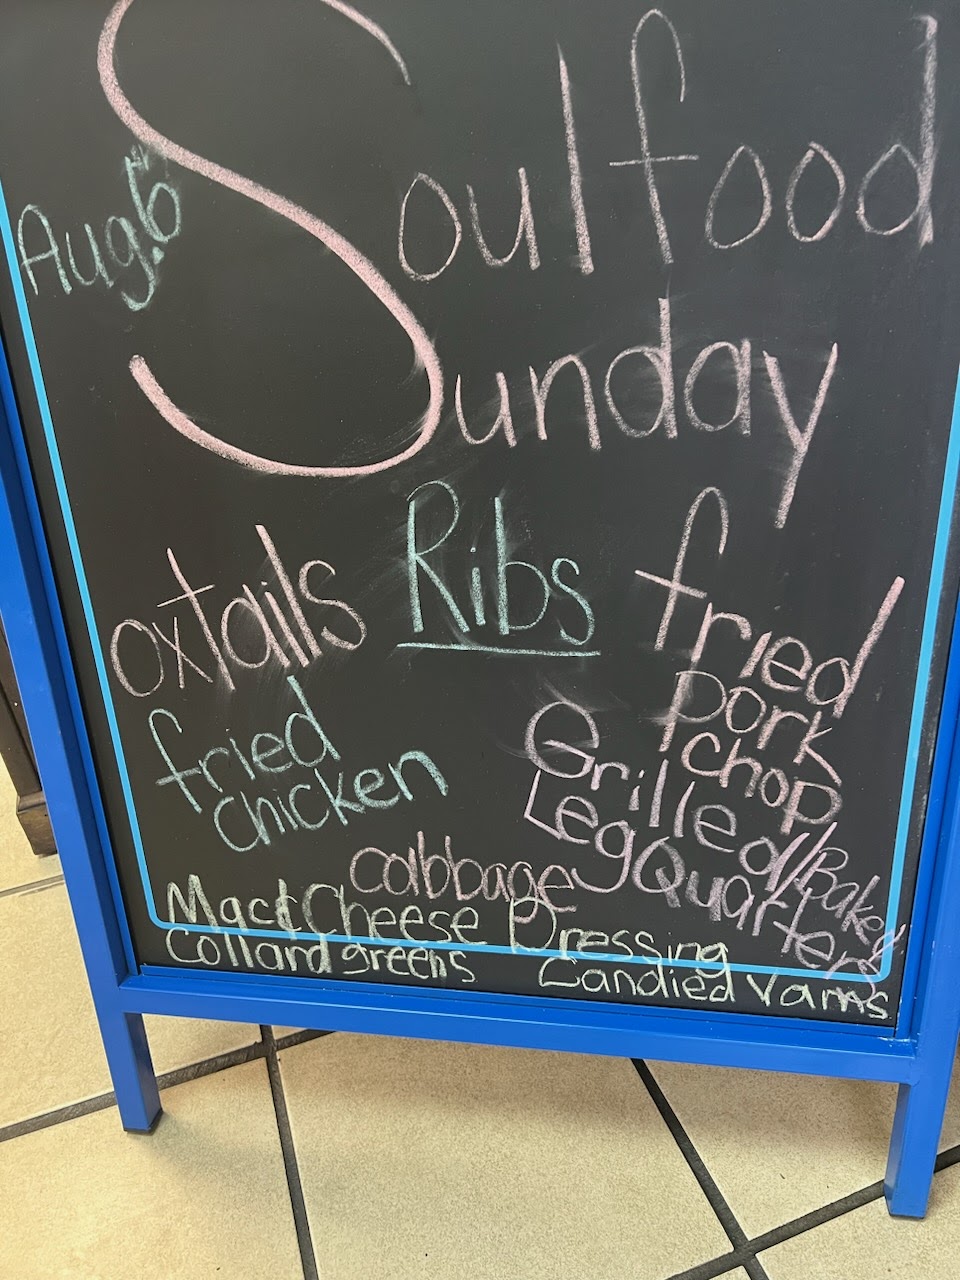 Soulfood
Aug. 6th
Sunday
oxtails
Ribs
fried
pork
chop
fried
chicken
Grilled//Baked
Leg Quarters
cabbage
Mac & Cheese
Dressing
Collard greens
Candied Yams